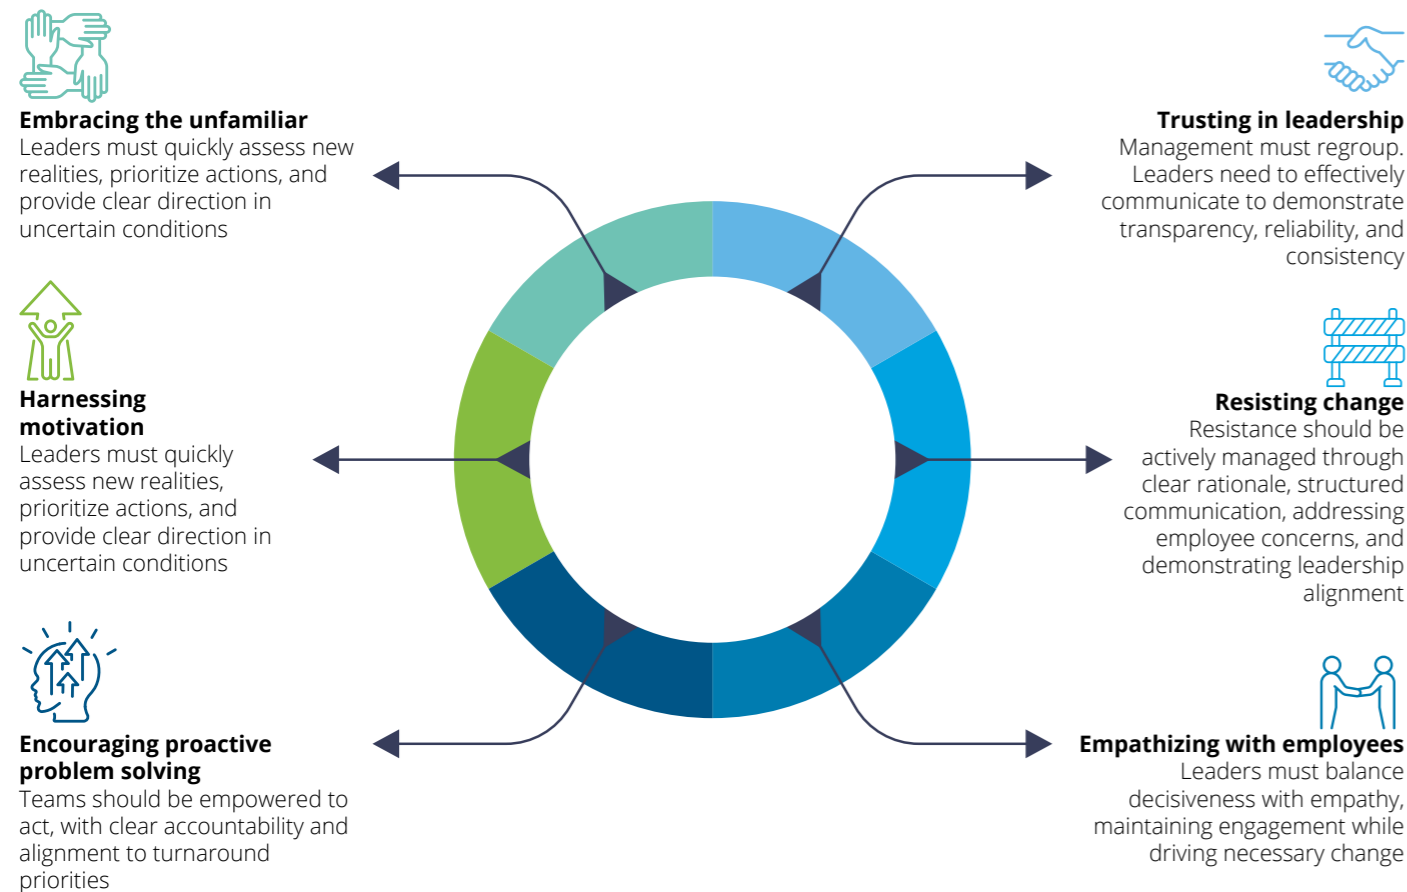 Embracing the unfamiliar
Leaders must quickly assess new
realities, prioritize actions, and
provide clear direction in
uncertain conditions
Harnessing
motivation
Leaders must quickly
assess new realities,
prioritize actions, and
provide clear direction in
uncertain conditions
Encouraging proactive
problem solving
Teams should be empowered to
act, with clear accountability and
alignment to turnaround
priorities
Trusting in leadership
Management must regroup.
Leaders need to effectively
communicate to demonstrate
transparency, reliability, and
consistency
Resisting change
Resistance should be
actively managed through
clear rationale, structured
communication, addressing
employee concerns, and
demonstrating leadership
alignment
Empathizing with employees
Leaders must balance
decisiveness with empathy,
maintaining engagement while
driving necessary change